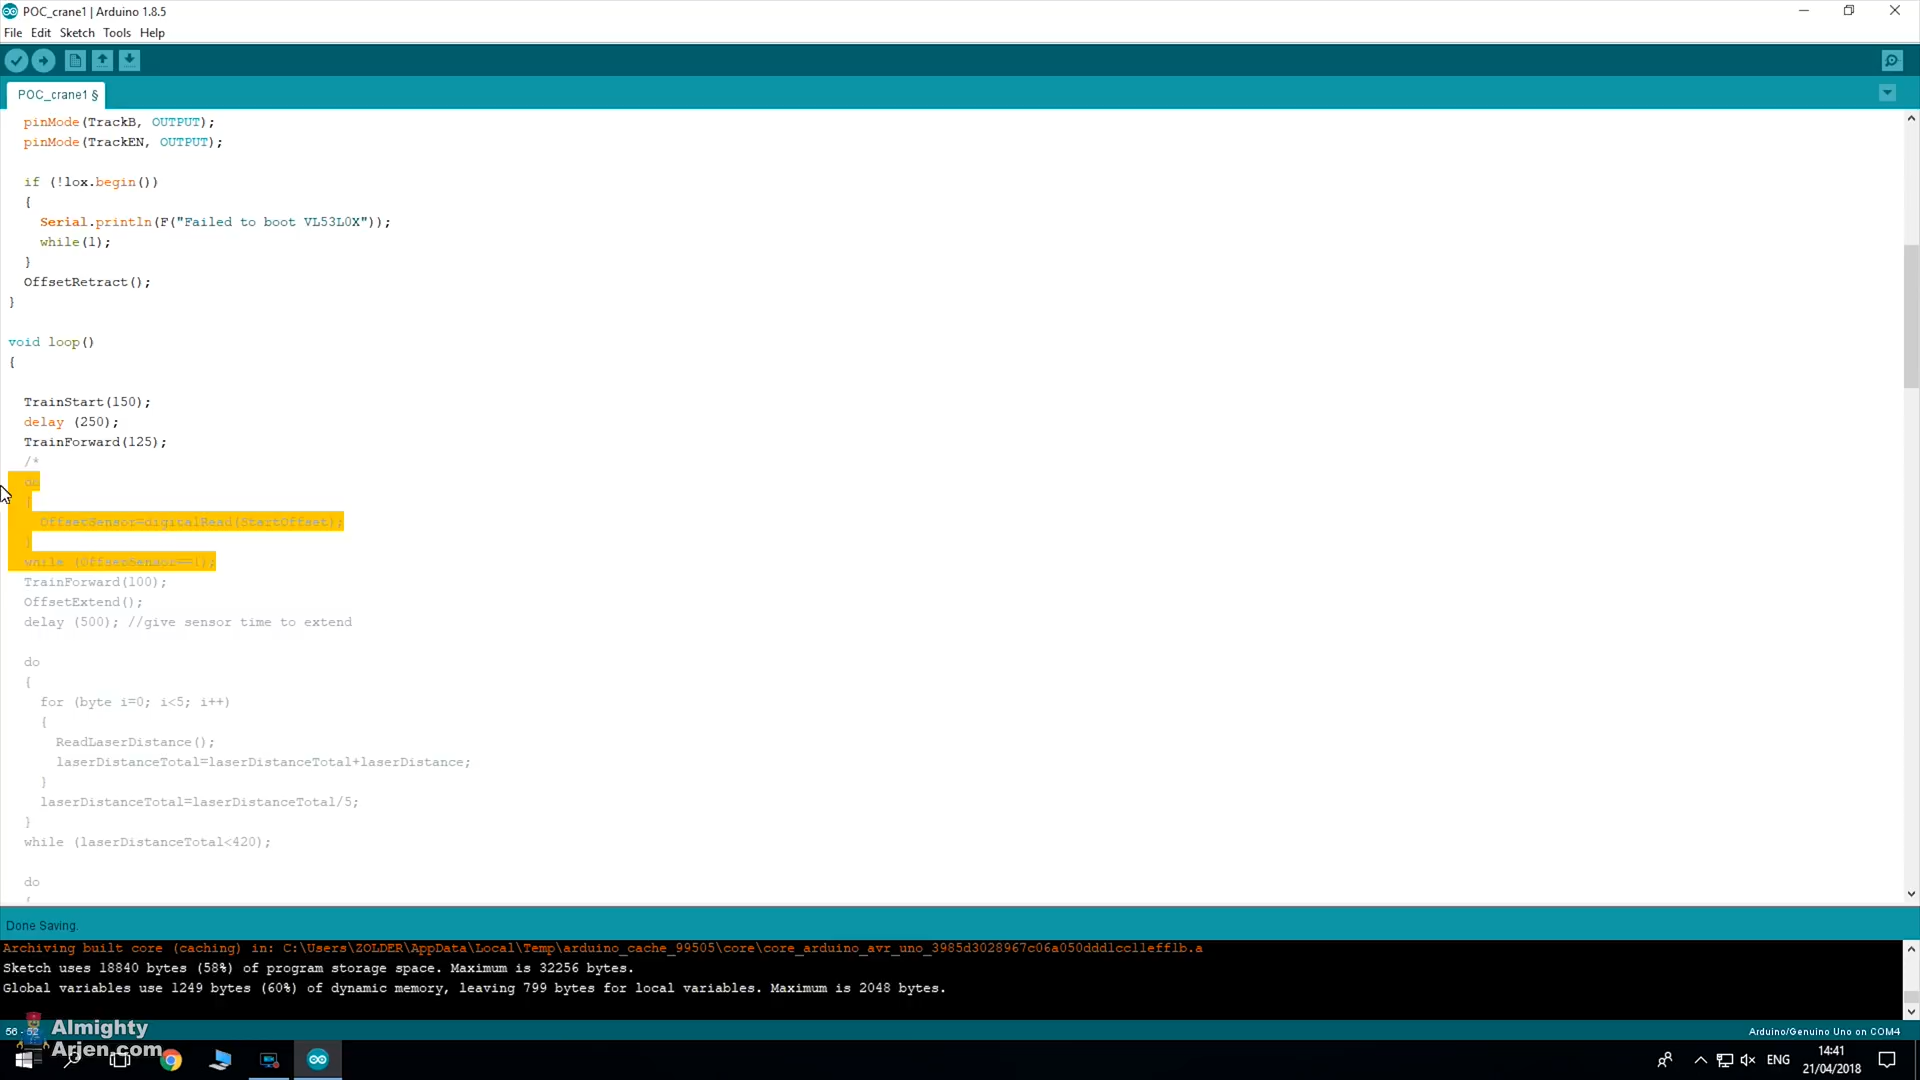 POC_crane1 | Arduino 1.8.5
File Edit Sketch Tools Help
POC_crane1 §
pinMode(TrackB, OUTPUT);
pinMode(TrackEN, OUTPUT);
if (!lox.begin())
{
Serial.println(F("Failed to boot VL53L0X"));
while(1);
}
OffsetRetract();
}
void loop()
{
TrainStart(150);
delay (250);
TrainForward(125);
/*
do
{
OffsetSensor=digitalRead(StartOffset);
}
while (OffsetSensor==1);
TrainForward(100);
OffsetExtend();
delay (500); //give sensor time to extend
do
{
for (byte i=0; i<5; i++)
{
ReadLaserDistance();
laserDistanceTotal=laserDistanceTotal+laserDistance;
}
laserDistanceTotal=laserDistanceTotal/5;
}
while (laserDistanceTotal<420);
do
{
Done Saving.
Archiving built core (caching) in: C:\Users\ZOLDER\AppData\Local\Temp\arduino_cache_99505\core\core_arduino_avr_uno_3985d3028967c06a050ddd1cc11eff1b.a
Sketch uses 18840 bytes (58%) of program storage space. Maximum is 32256 bytes.
Global variables use 1249 bytes (60%) of dynamic memory, leaving 799 bytes for local variables. Maximum is 2048 bytes.
56 - 52
Arduino/Genuino Uno on COM4
Almighty
Arjen.com
ENG
14:41
21/04/2018